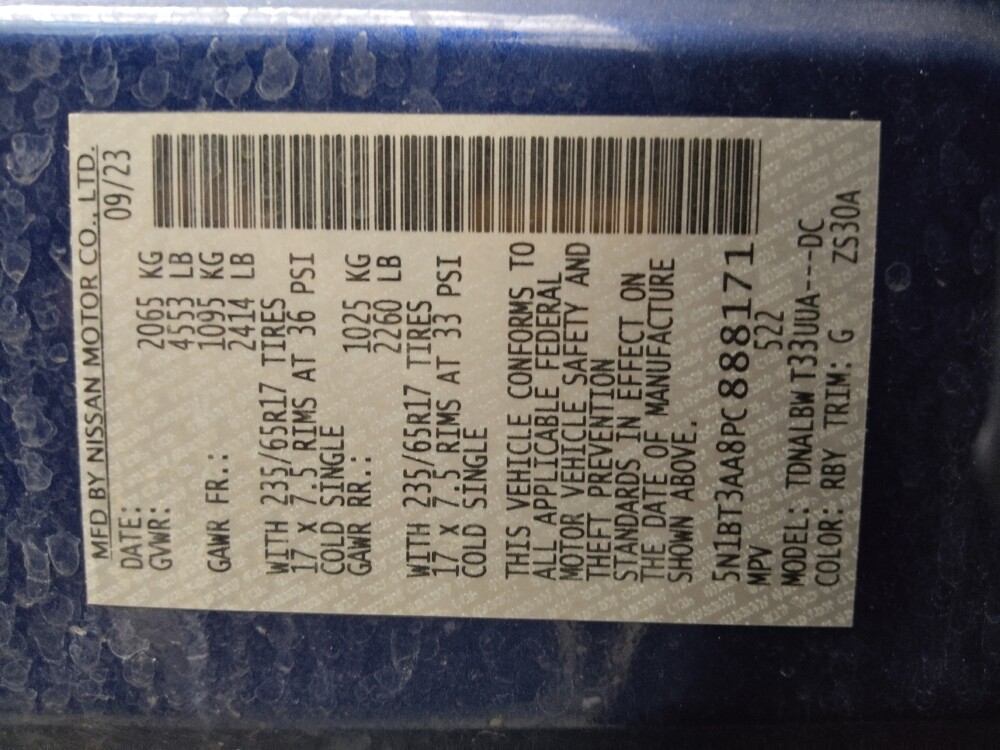 MFD BY NISSAN MOTOR CO., LTD.
DATE: 09/23
GVWR: 2065 KG
4553 LB
GAWR FR.: 1095 KG
2414 LB
WITH 235/65R17 TIRES
17 X 7.5 RIMS AT 36 PSI
COLD SINGLE
GAWR RR.: 1025 KG
2260 LB
WITH 235/65R17 TIRES
17 X 7.5 RIMS AT 33 PSI
COLD SINGLE
THIS VEHICLE CONFORMS TO
ALL APPLICABLE FEDERAL
MOTOR VEHICLE SAFETY AND
THEFT PREVENTION
STANDARDS IN EFFECT ON
THE DATE OF MANUFACTURE
SHOWN ABOVE.
5N1BT3AA8PC888171
MPV 522
MODEL: TDNALBW T33UUA---DC
COLOR: RBY TRIM: G ZS30A